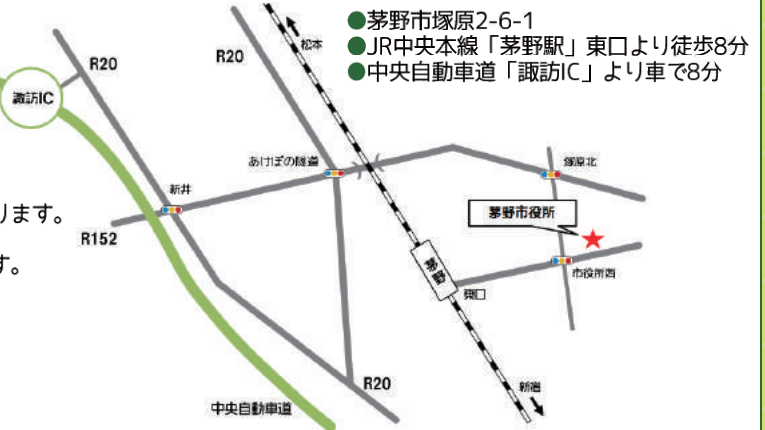 ●茅野市塚原2-6-1
●JR中央本線「茅野駅」東口より徒歩8分
●中央自動車道「諏訪IC」より車で8分
松本
R20
R20
諏訪IC
あけぼの隧道
塚原北
新井
ります。
茅野市役所
R152
す。
茅野
市役所西
東口
R20
新宿
中央自動車道